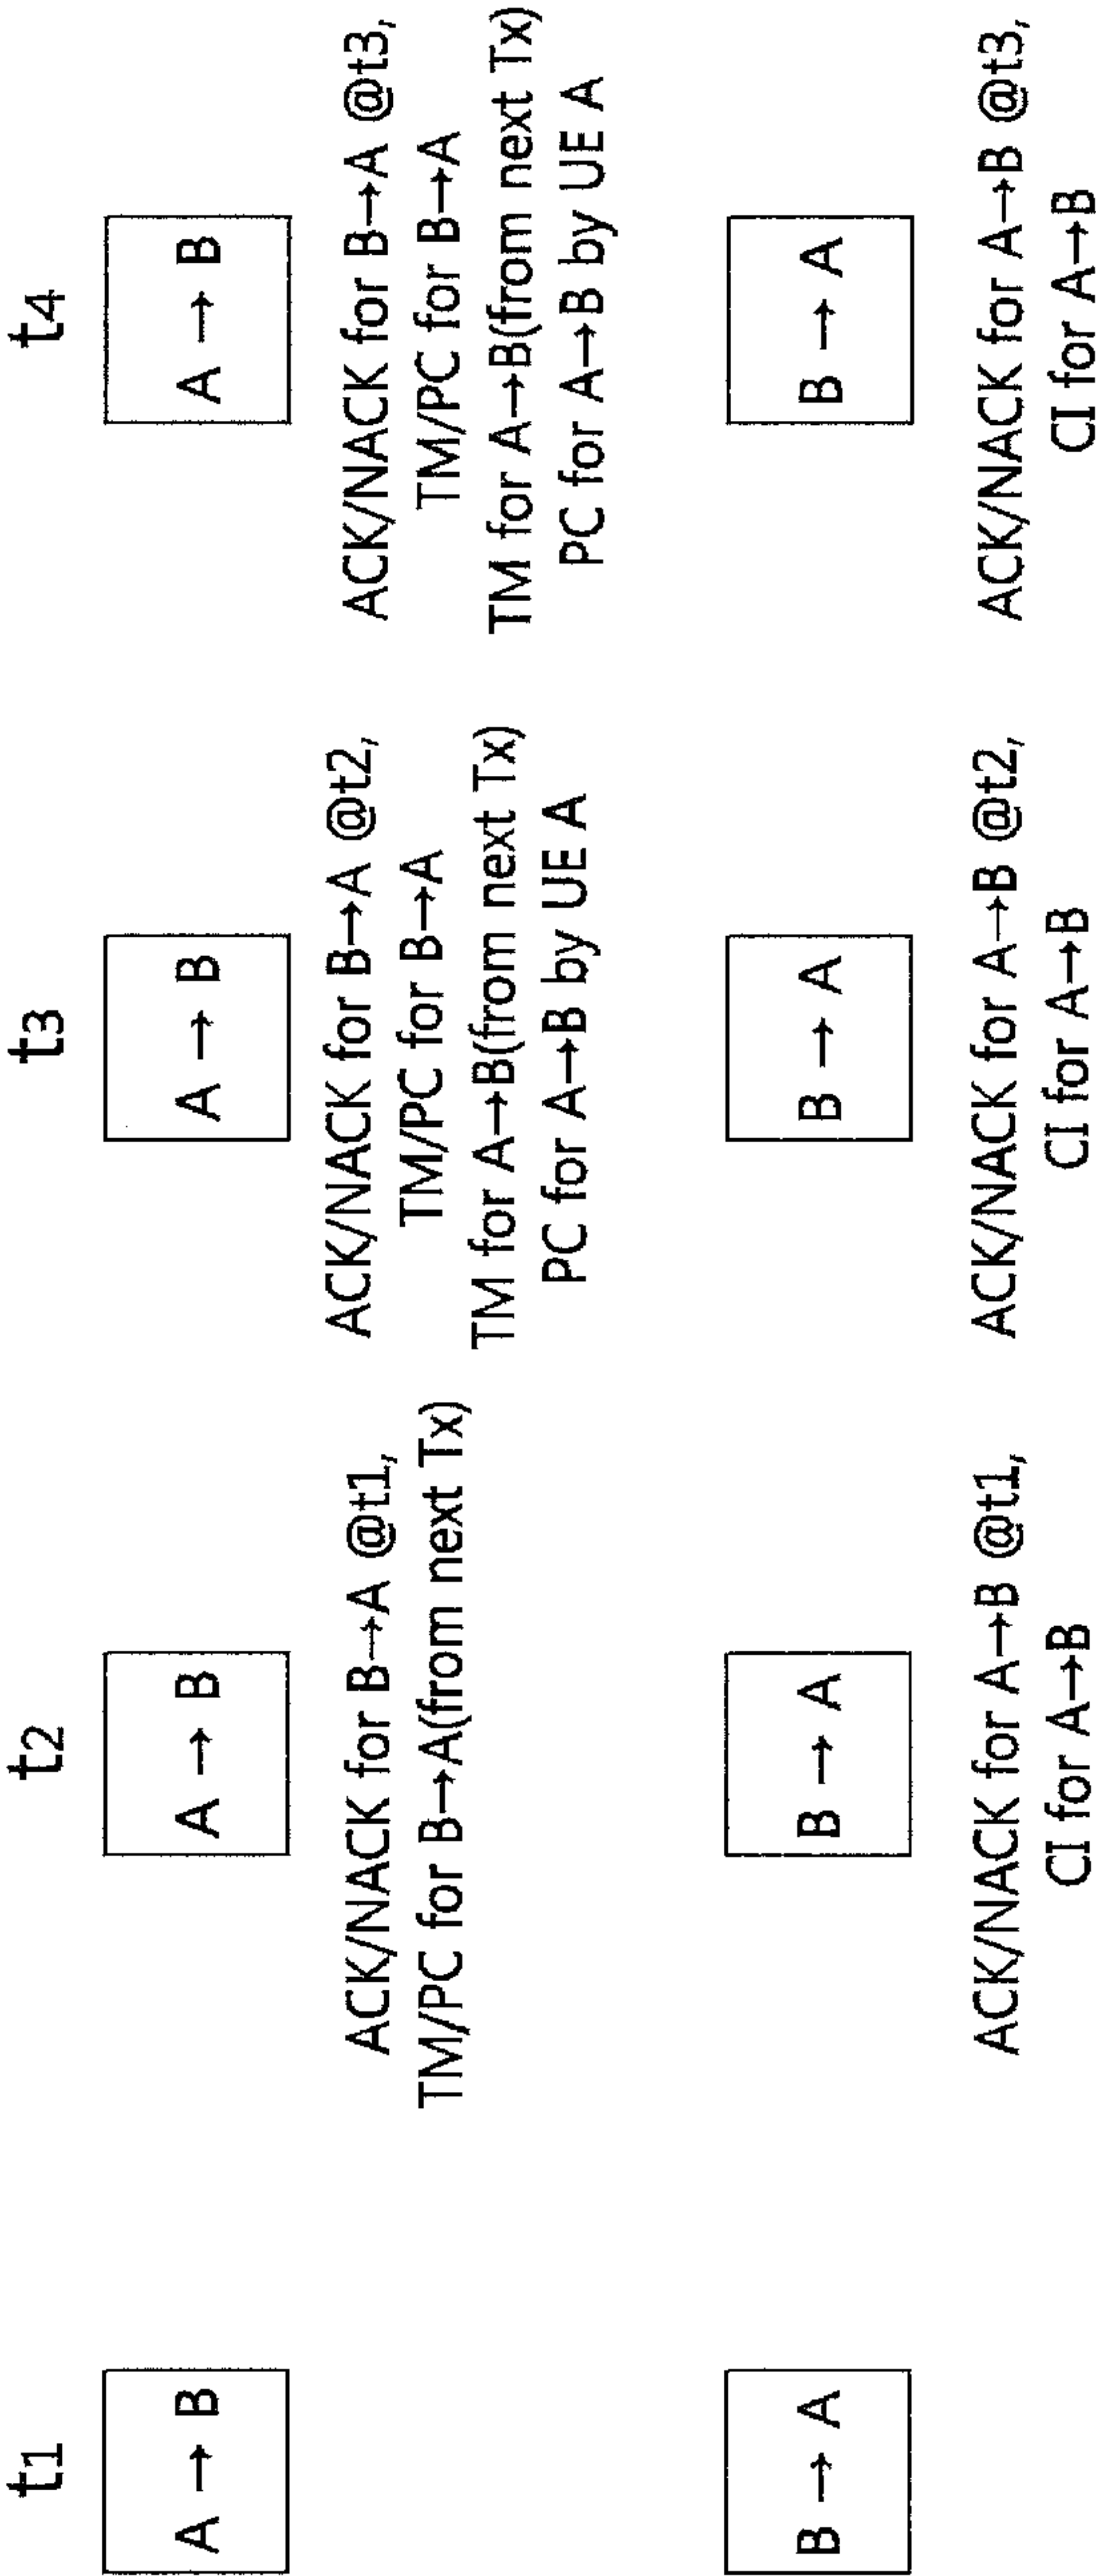 t1
t2
t3
t4
A → B
A → B
A → B
A → B
ACK/NACK for B→A @t1,
TM/PC for B→A(from next Tx)
ACK/NACK for B→A @t2,
TM/PC for B→A
TM for A→B(from next Tx)
PC for A→B by UE A
ACK/NACK for B→A @t3,
TM/PC for B→A
TM for A→B(from next Tx)
PC for A→B by UE A
B → A
B → A
B → A
B → A
ACK/NACK for A→B @t1,
CI for A→B
ACK/NACK for A→B @t2,
CI for A→B
ACK/NACK for A→B @t3,
CI for A→B